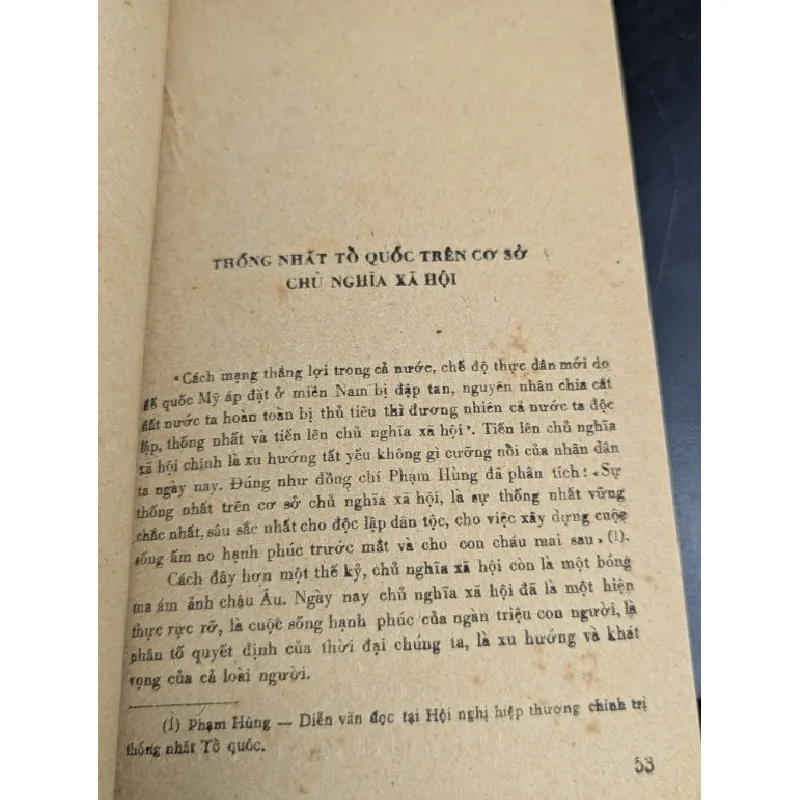 THỐNG NHẤT TỔ QUỐC TRÊN CƠ SỞ
CHỦ NGHĨA XÃ HỘI
«Cách mạng thắng lợi trong cả nước, chế độ thực dân mới do
đế quốc Mỹ áp đặt ở miền Nam bị đập tan, nguyên nhân chia cắt
đất nước ta hoàn toàn bị thủ tiêu thì đương nhiên cả nước ta độc
lập, thống nhất và tiến lên chủ nghĩa xã hội». Tiến lên chủ nghĩa
xã hội chính là xu hướng tất yếu không gì cưỡng nổi của nhân dân
ta ngày nay. Đúng như đồng chí Phạm Hùng đã phân tích: «Sự
thống nhất trên cơ sở chủ nghĩa xã hội, là sự thống nhất vững
chắc nhất, sâu sắc nhất cho độc lập dân tộc, cho việc xây dựng cuộc
sống ấm no hạnh phúc trước mắt và cho con cháu mai sau» (1).
Cách đây hơn một thế kỷ, chủ nghĩa xã hội còn là một bóng
ma ám ảnh châu Âu. Ngày nay chủ nghĩa xã hội đã là một hiện
thực rực rỡ, là cuộc sống hạnh phúc của ngàn triệu con người, là
nhân tố quyết định của thời đại chúng ta, là xu hướng và khát
vọng của cả loài người.
(1) Phạm Hùng — Diễn văn đọc tại Hội nghị hiệp thương chính trị
thống nhất Tổ quốc.
53